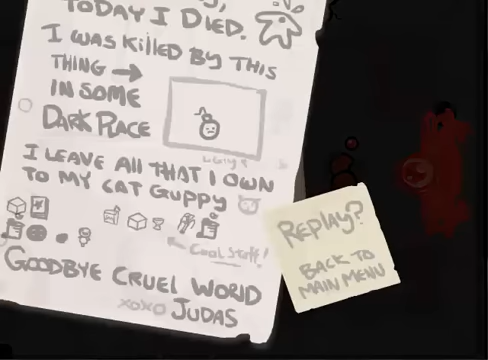 TODAY I DIED.
I WAS KILLED BY THIS
THING →
IN SOME
DARK PLACE
I LEAVE ALL THAT I OWN
TO MY CAT GUPPY
Cool Stuff!
GOODBYE CRUEL WORLD
xoxo JUDAS
Replay?
BACK TO
MAIN MENU